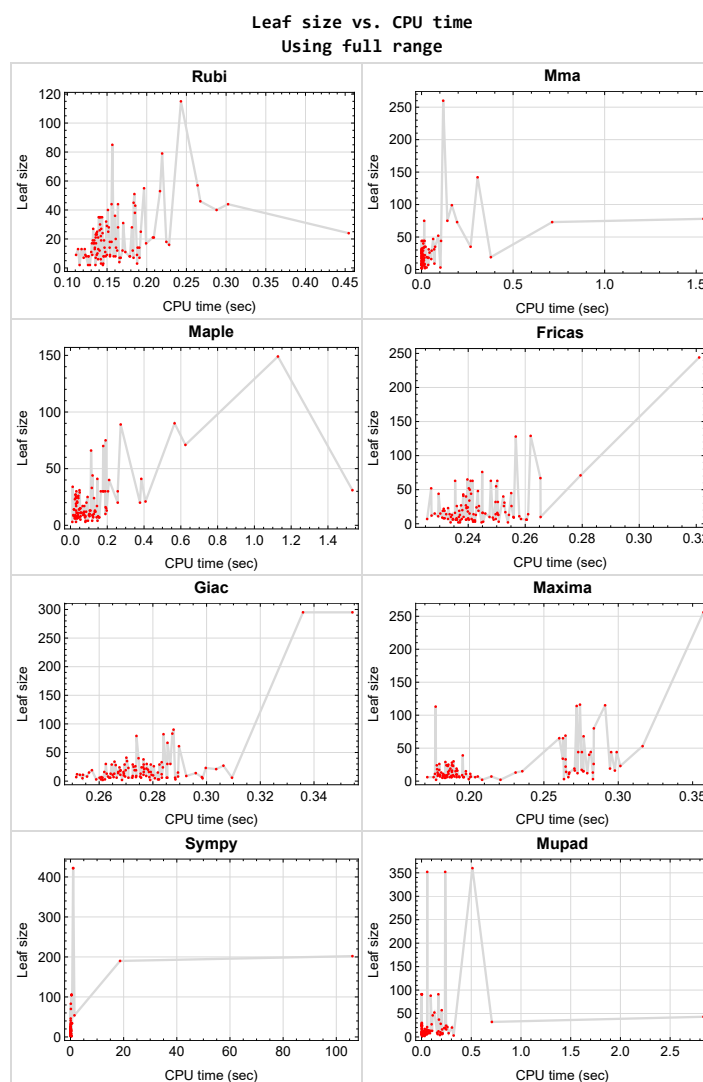 Leaf size vs. CPU time
Using full range
Rubi
Leaf size
120
100
80
60
40
20
0
0.10 0.15 0.20 0.25 0.30 0.35 0.40 0.45
CPU time (sec)
Mma
Leaf size
250
200
150
100
50
0
0.0 0.5 1.0 1.5
CPU time (sec)
Maple
Leaf size
150
100
50
0
0.0 0.2 0.4 0.6 0.8 1.0 1.2 1.4
CPU time (sec)
Fricas
Leaf size
250
200
150
100
50
0
0.24 0.26 0.28 0.30 0.32
CPU time (sec)
Giac
Leaf size
300
250
200
150
100
50
0
0.26 0.28 0.30 0.32 0.34
CPU time (sec)
Maxima
Leaf size
250
200
150
100
50
0
0.20 0.25 0.30 0.35
CPU time (sec)
Sympy
Leaf size
400
300
200
100
0
0 20 40 60 80 100
CPU time (sec)
Mupad
Leaf size
350
300
250
200
150
100
50
0
0.0 0.5 1.0 1.5 2.0 2.5
CPU time (sec)